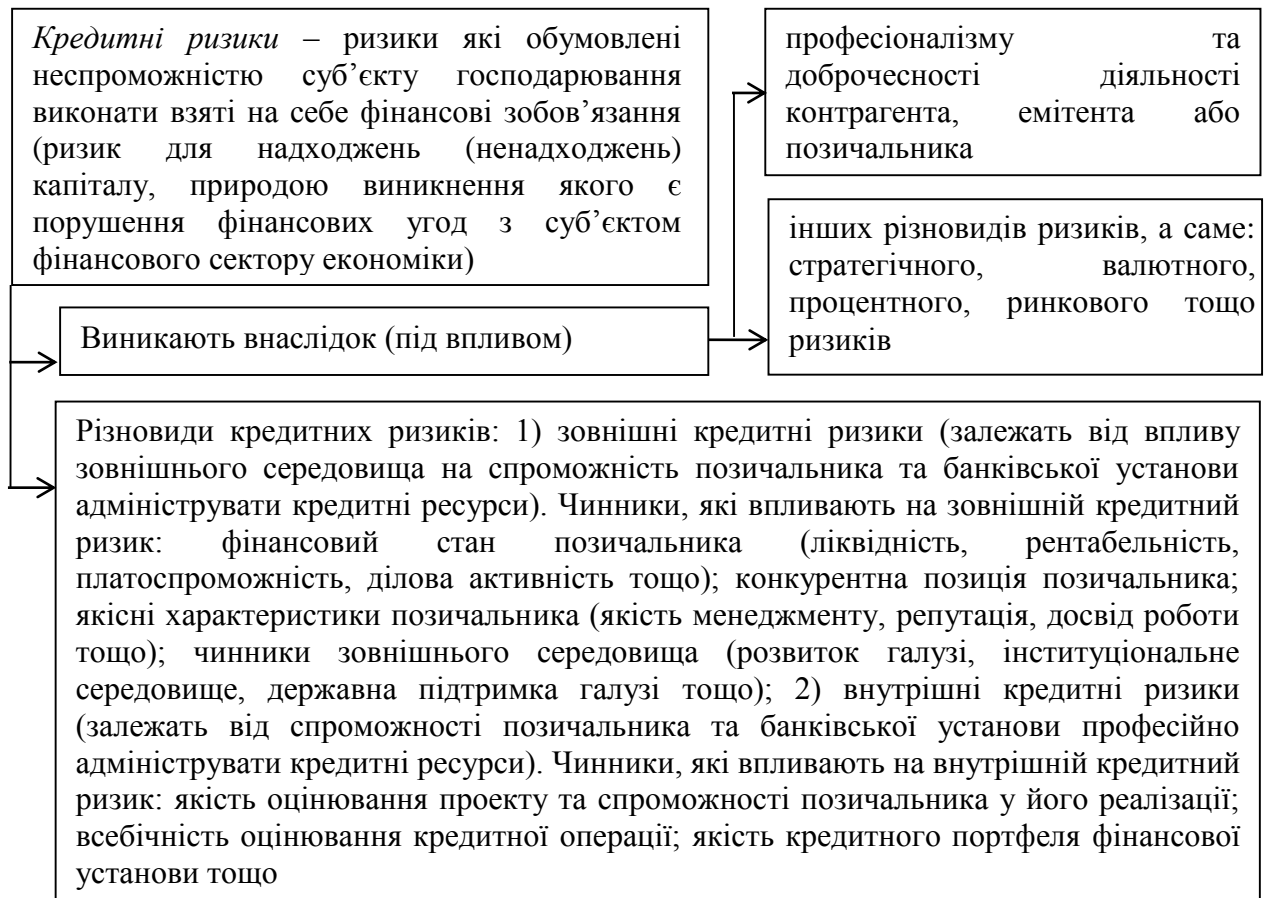 Кредитні ризики – ризики які обумовлені
неспроможністю суб’єкту господарювання
виконати взяті на себе фінансові зобов’язання
(ризик для надходжень (ненадходжень)
капіталу, природою виникнення якого є
порушення фінансових угод з суб’єктом
фінансового сектору економіки)
професіоналізму та
доброчесності діяльності
контрагента, емітента або
позичальника
інших різновидів ризиків, а саме:
стратегічного, валютного,
процентного, ринкового тощо
ризиків
Виникають внаслідок (під впливом)
Різновиди кредитних ризиків: 1) зовнішні кредитні ризики (залежать від впливу
зовнішнього середовища на спроможність позичальника та банківської установи
адмініструвати кредитні ресурси). Чинники, які впливають на зовнішній кредитний
ризик: фінансовий стан позичальника (ліквідність, рентабельність,
платоспроможність, ділова активність тощо); конкурентна позиція позичальника;
якісні характеристики позичальника (якість менеджменту, репутація, досвід роботи
тощо); чинники зовнішнього середовища (розвиток галузі, інституціональне
середовище, державна підтримка галузі тощо); 2) внутрішні кредитні ризики
(залежать від спроможності позичальника та банківської установи професійно
адмініструвати кредитні ресурси). Чинники, які впливають на внутрішній кредитний
ризик: якість оцінювання проекту та спроможності позичальника у його реалізації;
всебічність оцінювання кредитної операції; якість кредитного портфеля фінансової
установи тощо